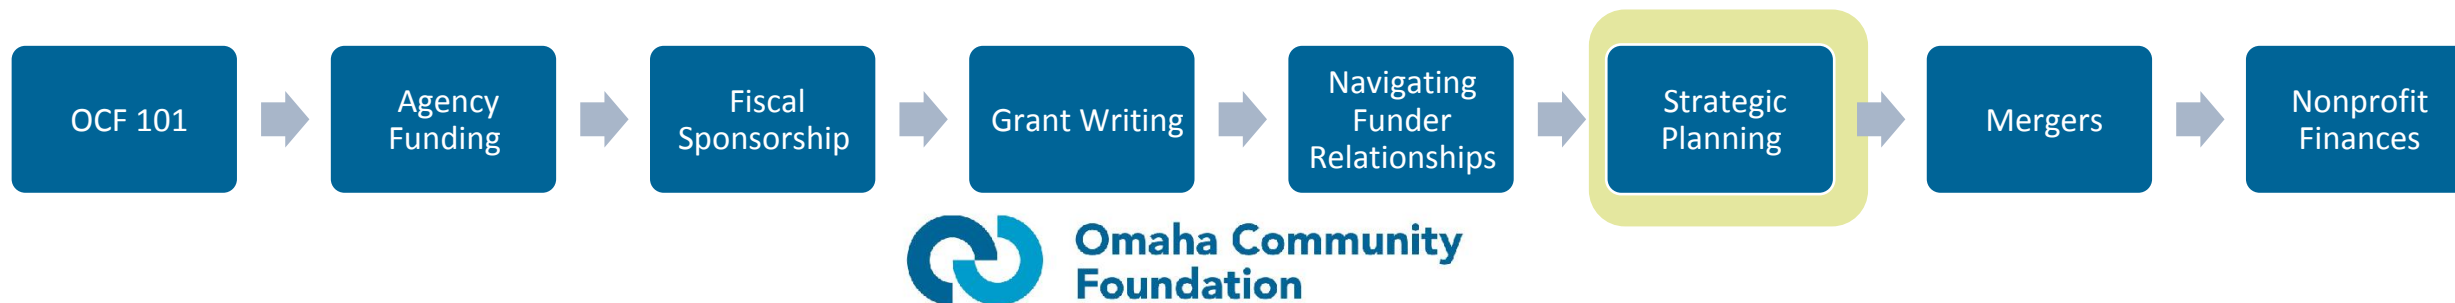 OCF 101
Agency
Funding
Fiscal
Sponsorship
Grant Writing
Navigating
Funder
Relationships
Strategic
Planning
Mergers
Nonprofit
Finances
Omaha Community
Foundation